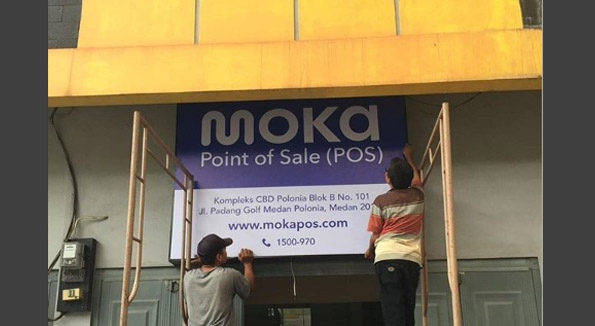 moka
Point of Sale (POS)
Kompleks CBD Polonia Blok B No. 101
Jl. Padang Golf Medan Polonia, Medan
www.mokapos.com
1500-970